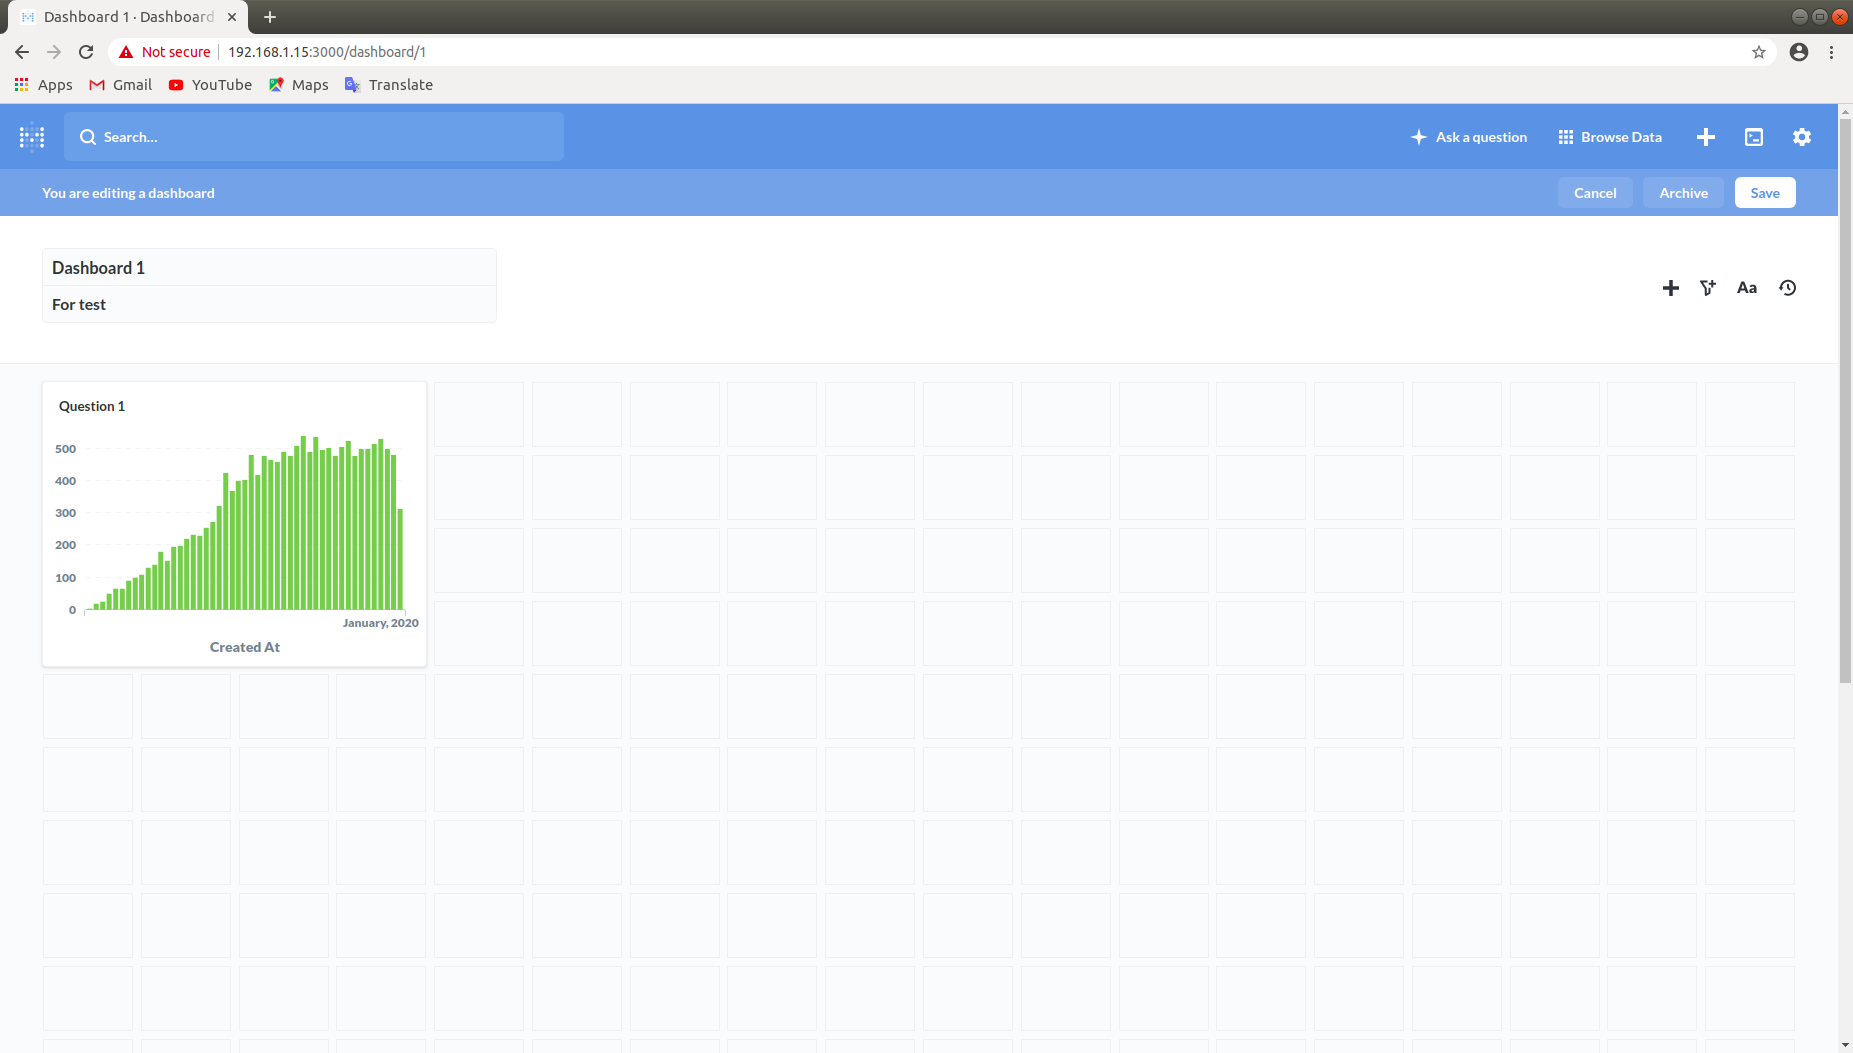 Dashboard 1 · Dashboard
Not secure
192.168.1.15:3000/dashboard/1
Apps
Gmail
YouTube
Maps
Translate
Search...
Ask a question
Browse Data
You are editing a dashboard
Cancel
Archive
Save
Dashboard 1
For test
Aa
Question 1
500
400
300
200
100
0
January, 2020
Created At